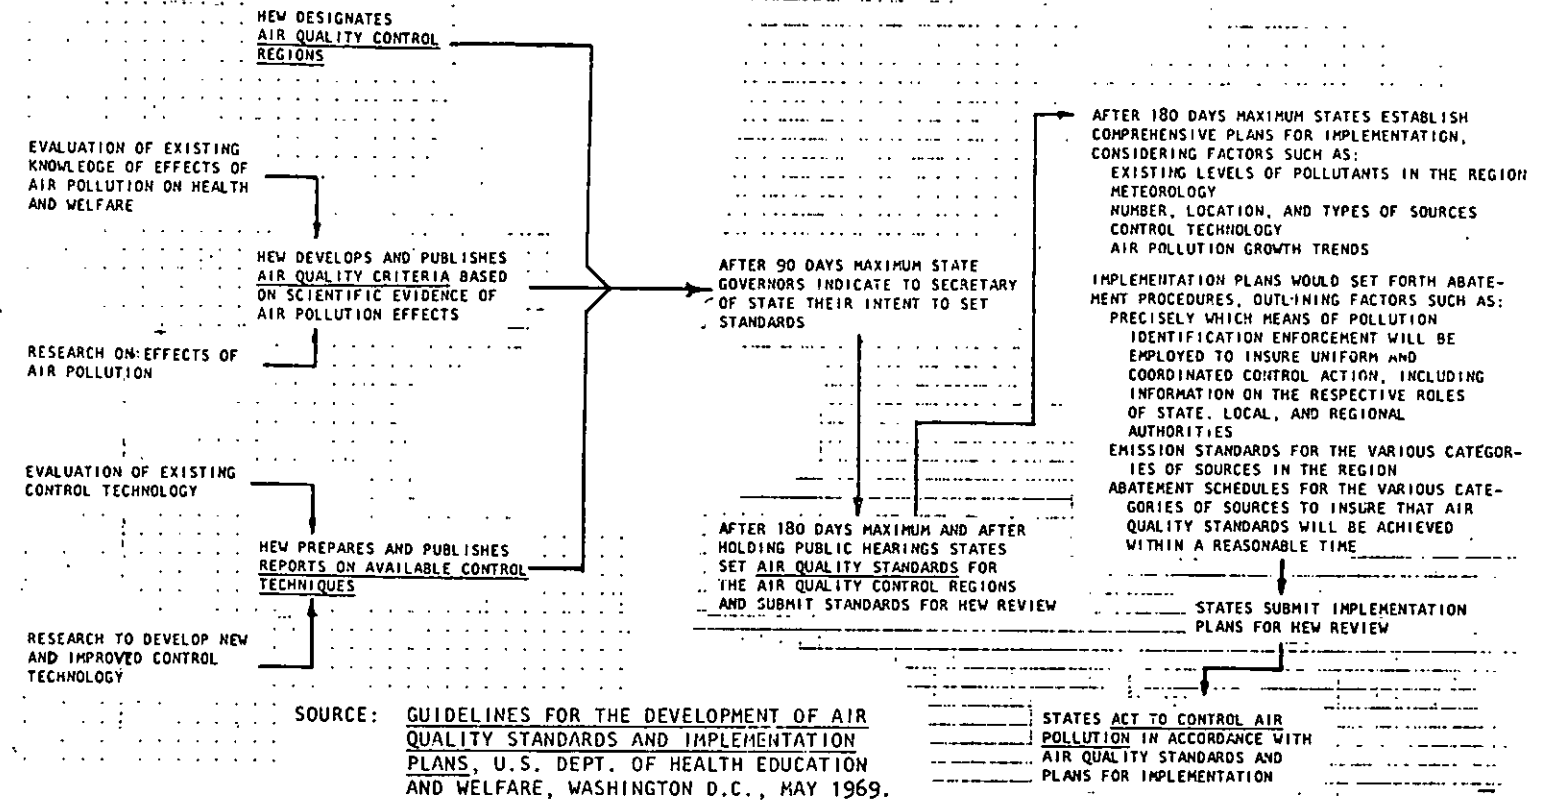 HEW DESIGNATES
AIR QUALITY CONTROL
REGIONS
EVALUATION OF EXISTING
KNOWLEDGE OF EFFECTS OF
AIR POLLUTION ON HEALTH
AND WELFARE
HEW DEVELOPS AND PUBLISHES
AIR QUALITY CRITERIA BASED
ON SCIENTIFIC EVIDENCE OF
AIR POLLUTION EFFECTS
RESEARCH ON EFFECTS OF
AIR POLLUTION
EVALUATION OF EXISTING
CONTROL TECHNOLOGY
HEW PREPARES AND PUBLISHES
REPORTS ON AVAILABLE CONTROL
TECHNIQUES
RESEARCH TO DEVELOP NEW
AND IMPROVED CONTROL
TECHNOLOGY
AFTER 90 DAYS MAXIMUM STATE
GOVERNORS INDICATE TO SECRETARY
OF STATE THEIR INTENT TO SET
STANDARDS
AFTER 180 DAYS MAXIMUM AND AFTER
HOLDING PUBLIC HEARINGS STATES
SET AIR QUALITY STANDARDS FOR
THE AIR QUALITY CONTROL REGIONS
AND SUBMIT STANDARDS FOR HEW REVIEW
AFTER 180 DAYS MAXIMUM STATES ESTABLISH
COMPREHENSIVE PLANS FOR IMPLEMENTATION,
CONSIDERING FACTORS SUCH AS:
EXISTING LEVELS OF POLLUTANTS IN THE REGION
METEOROLOGY
NUMBER, LOCATION, AND TYPES OF SOURCES
CONTROL TECHNOLOGY
AIR POLLUTION GROWTH TRENDS
IMPLEMENTATION PLANS WOULD SET FORTH ABATE-
MENT PROCEDURES, OUTLINING FACTORS SUCH AS:
PRECISELY WHICH MEANS OF POLLUTION
IDENTIFICATION ENFORCEMENT WILL BE
EMPLOYED TO INSURE UNIFORM AND
COORDINATED CONTROL ACTION, INCLUDING
INFORMATION ON THE RESPECTIVE ROLES
OF STATE, LOCAL, AND REGIONAL
AUTHORITIES
EMISSION STANDARDS FOR THE VARIOUS CATEGOR-
IES OF SOURCES IN THE REGION
ABATEMENT SCHEDULES FOR THE VARIOUS CATE-
GORIES OF SOURCES TO INSURE THAT AIR
QUALITY STANDARDS WILL BE ACHIEVED
WITHIN A REASONABLE TIME
STATES SUBMIT IMPLEMENTATION
PLANS FOR HEW REVIEW
STATES ACT TO CONTROL AIR
POLLUTION IN ACCORDANCE WITH
AIR QUALITY STANDARDS AND
PLANS FOR IMPLEMENTATION
SOURCE: GUIDELINES FOR THE DEVELOPMENT OF AIR
QUALITY STANDARDS AND IMPLEMENTATION
PLANS, U.S. DEPT. OF HEALTH EDUCATION
AND WELFARE, WASHINGTON D.C., MAY 1969.